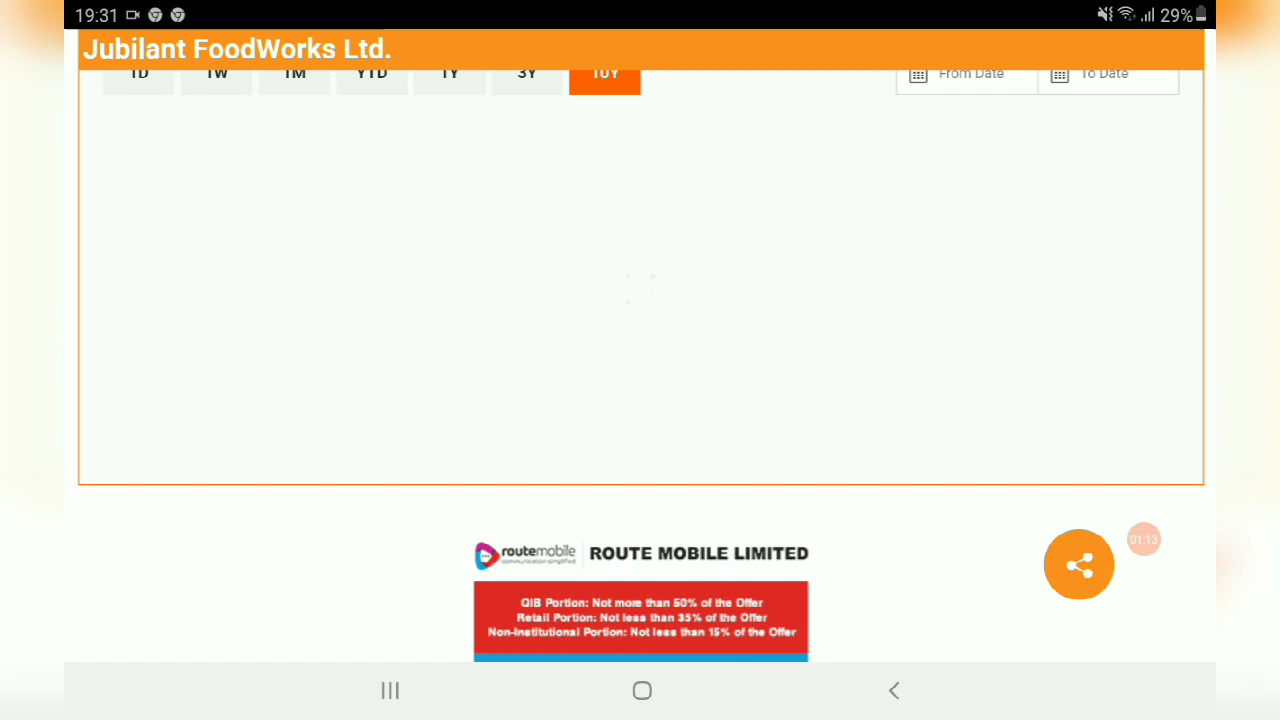 19:31
29%
Jubilant FoodWorks Ltd.
1D 1W 1M YTD 1Y 3Y 10Y From Date To Date
routemobile
communication simplified
ROUTE MOBILE LIMITED
01:13
QIB Portion: Not more than 50% of the Offer
Retail Portion: Not less than 35% of the Offer
Non-Institutional Portion: Not less than 15% of the Offer